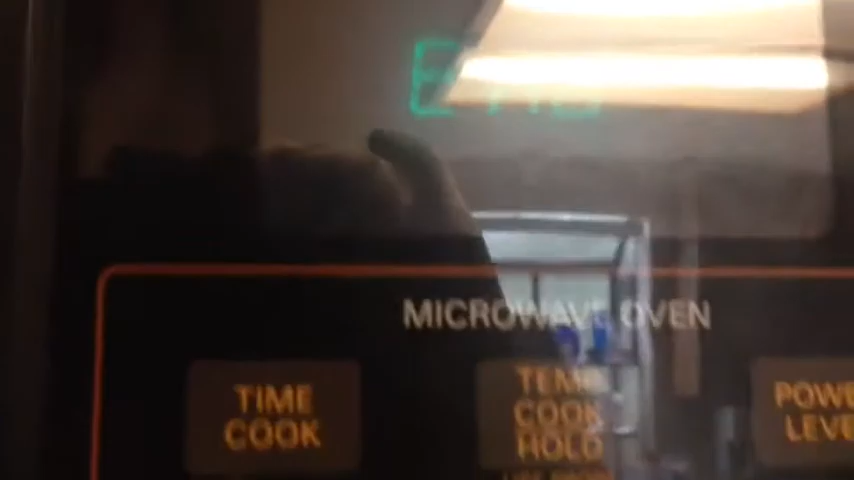 MICROWAVE OVEN
TIME
COOK
TEMP
COOK
HOLD
POWER
LEVEL